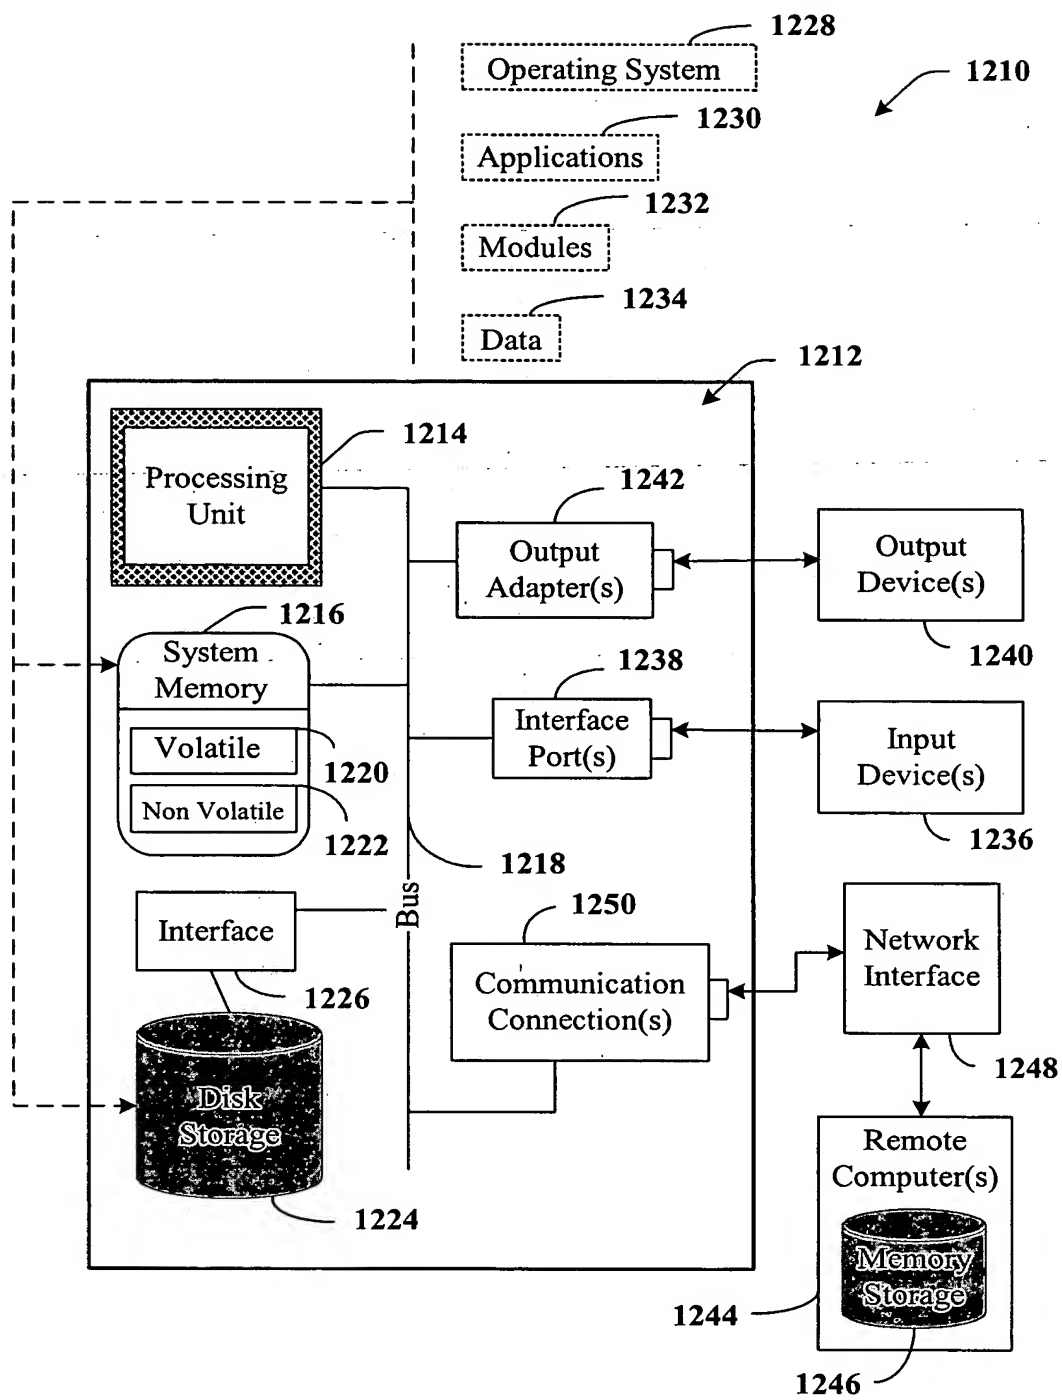 1228
Operating System
1210
1230
Applications
1232
Modules
1234
Data
1212
1214
Processing
Unit
1242
Output
Adapter(s)
Output
Device(s)
1240
1216
System
Memory
1238
Interface
Port(s)
Input
Device(s)
1236
Volatile
1220
Non Volatile
1222
1218
Bus
1250
Interface
1226
Communication
Connection(s)
Network
Interface
1248
Disk
Storage
1224
Remote
Computer(s)
Memory
Storage
1244
1246